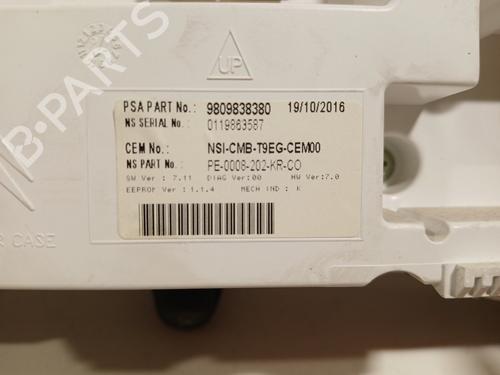 UP
PSA PART No.: 9809838380 19/10/2016
NS SERIAL No.: 0119863587
CEM No.: NSI-CMB-T9EG-CEM00
NS PART No.: PE-0008-202-KR-CO
SW Ver : 7.11 DIAG Ver:00 HW Ver:7.0
EEPROM Ver : 1.1.4 MECH IND : K
CASE